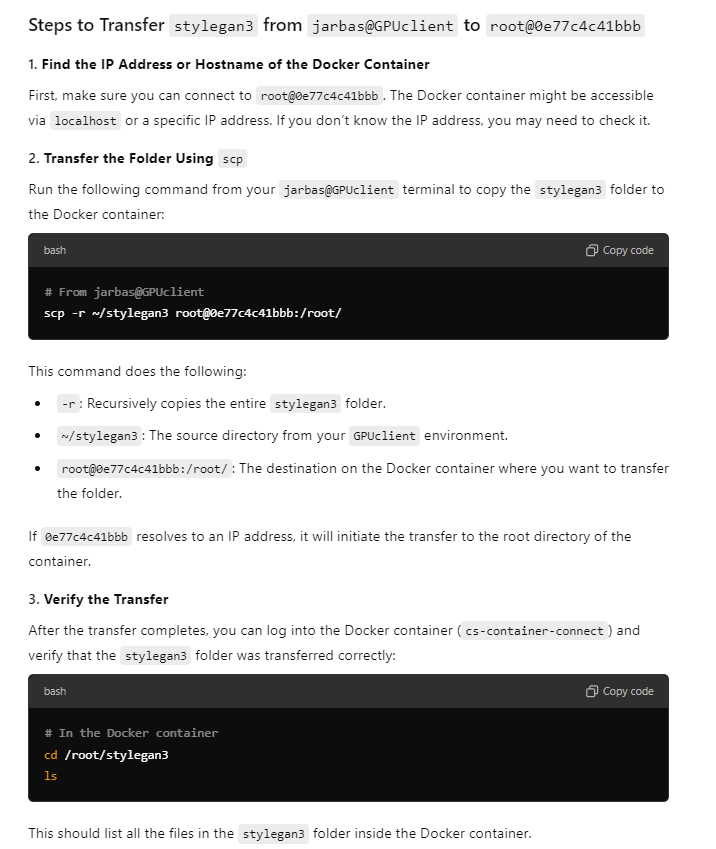 Steps to Transfer stylegan3 from jarbas@GPUclient to root@0e77c4c41bbb
1. Find the IP Address or Hostname of the Docker Container
First, make sure you can connect to root@0e77c4c41bbb. The Docker container might be accessible
via localhost or a specific IP address. If you don’t know the IP address, you may need to check it.
2. Transfer the Folder Using scp
Run the following command from your jarbas@GPUclient terminal to copy the stylegan3 folder to
the Docker container:
bash Copy code
# From jarbas@GPUclient
scp -r ~/stylegan3 root@0e77c4c41bbb:/root/
This command does the following:
• -r: Recursively copies the entire stylegan3 folder.
• ~/stylegan3: The source directory from your GPUclient environment.
• root@0e77c4c41bbb:/root/: The destination on the Docker container where you want to transfer
the folder.
If 0e77c4c41bbb resolves to an IP address, it will initiate the transfer to the root directory of the
container.
3. Verify the Transfer
After the transfer completes, you can log into the Docker container (cs-container-connect) and
verify that the stylegan3 folder was transferred correctly:
bash Copy code
# In the Docker container
cd /root/stylegan3
ls
This should list all the files in the stylegan3 folder inside the Docker container.